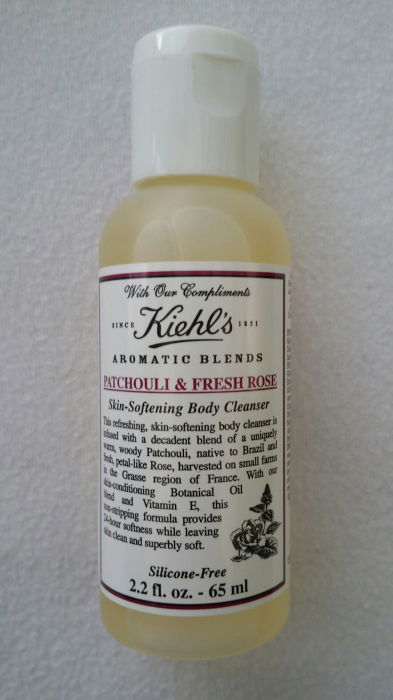 With Our Compliments
SINCE Kiehl's 1851
AROMATIC BLENDS
PATCHOULI & FRESH ROSE
Skin-Softening Body Cleanser
This refreshing, skin-softening body cleanser is
infused with a decadent blend of a uniquely
warm, woody Patchouli, native to Brazil and
fresh, petal-like Rose, harvested on small farms
in the Grasse region of France. With our
skin-conditioning Botanical Oil
blend and Vitamin E, this
non-stripping formula provides
24-hour softness while leaving
skin clean and superbly soft.
Silicone-Free
2.2 fl. oz. - 65 ml